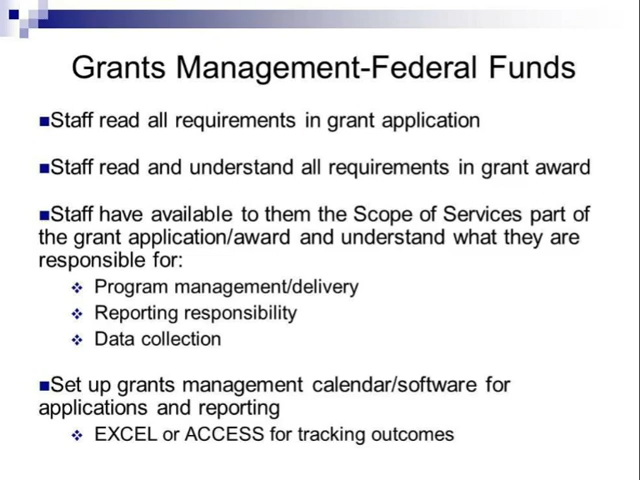 Grants Management-Federal Funds
Staff read all requirements in grant application
Staff read and understand all requirements in grant award
Staff have available to them the Scope of Services part of
the grant application/award and understand what they are
responsible for:
Program management/delivery
Reporting responsibility
Data collection
Set up grants management calendar/software for
applications and reporting
EXCEL or ACCESS for tracking outcomes